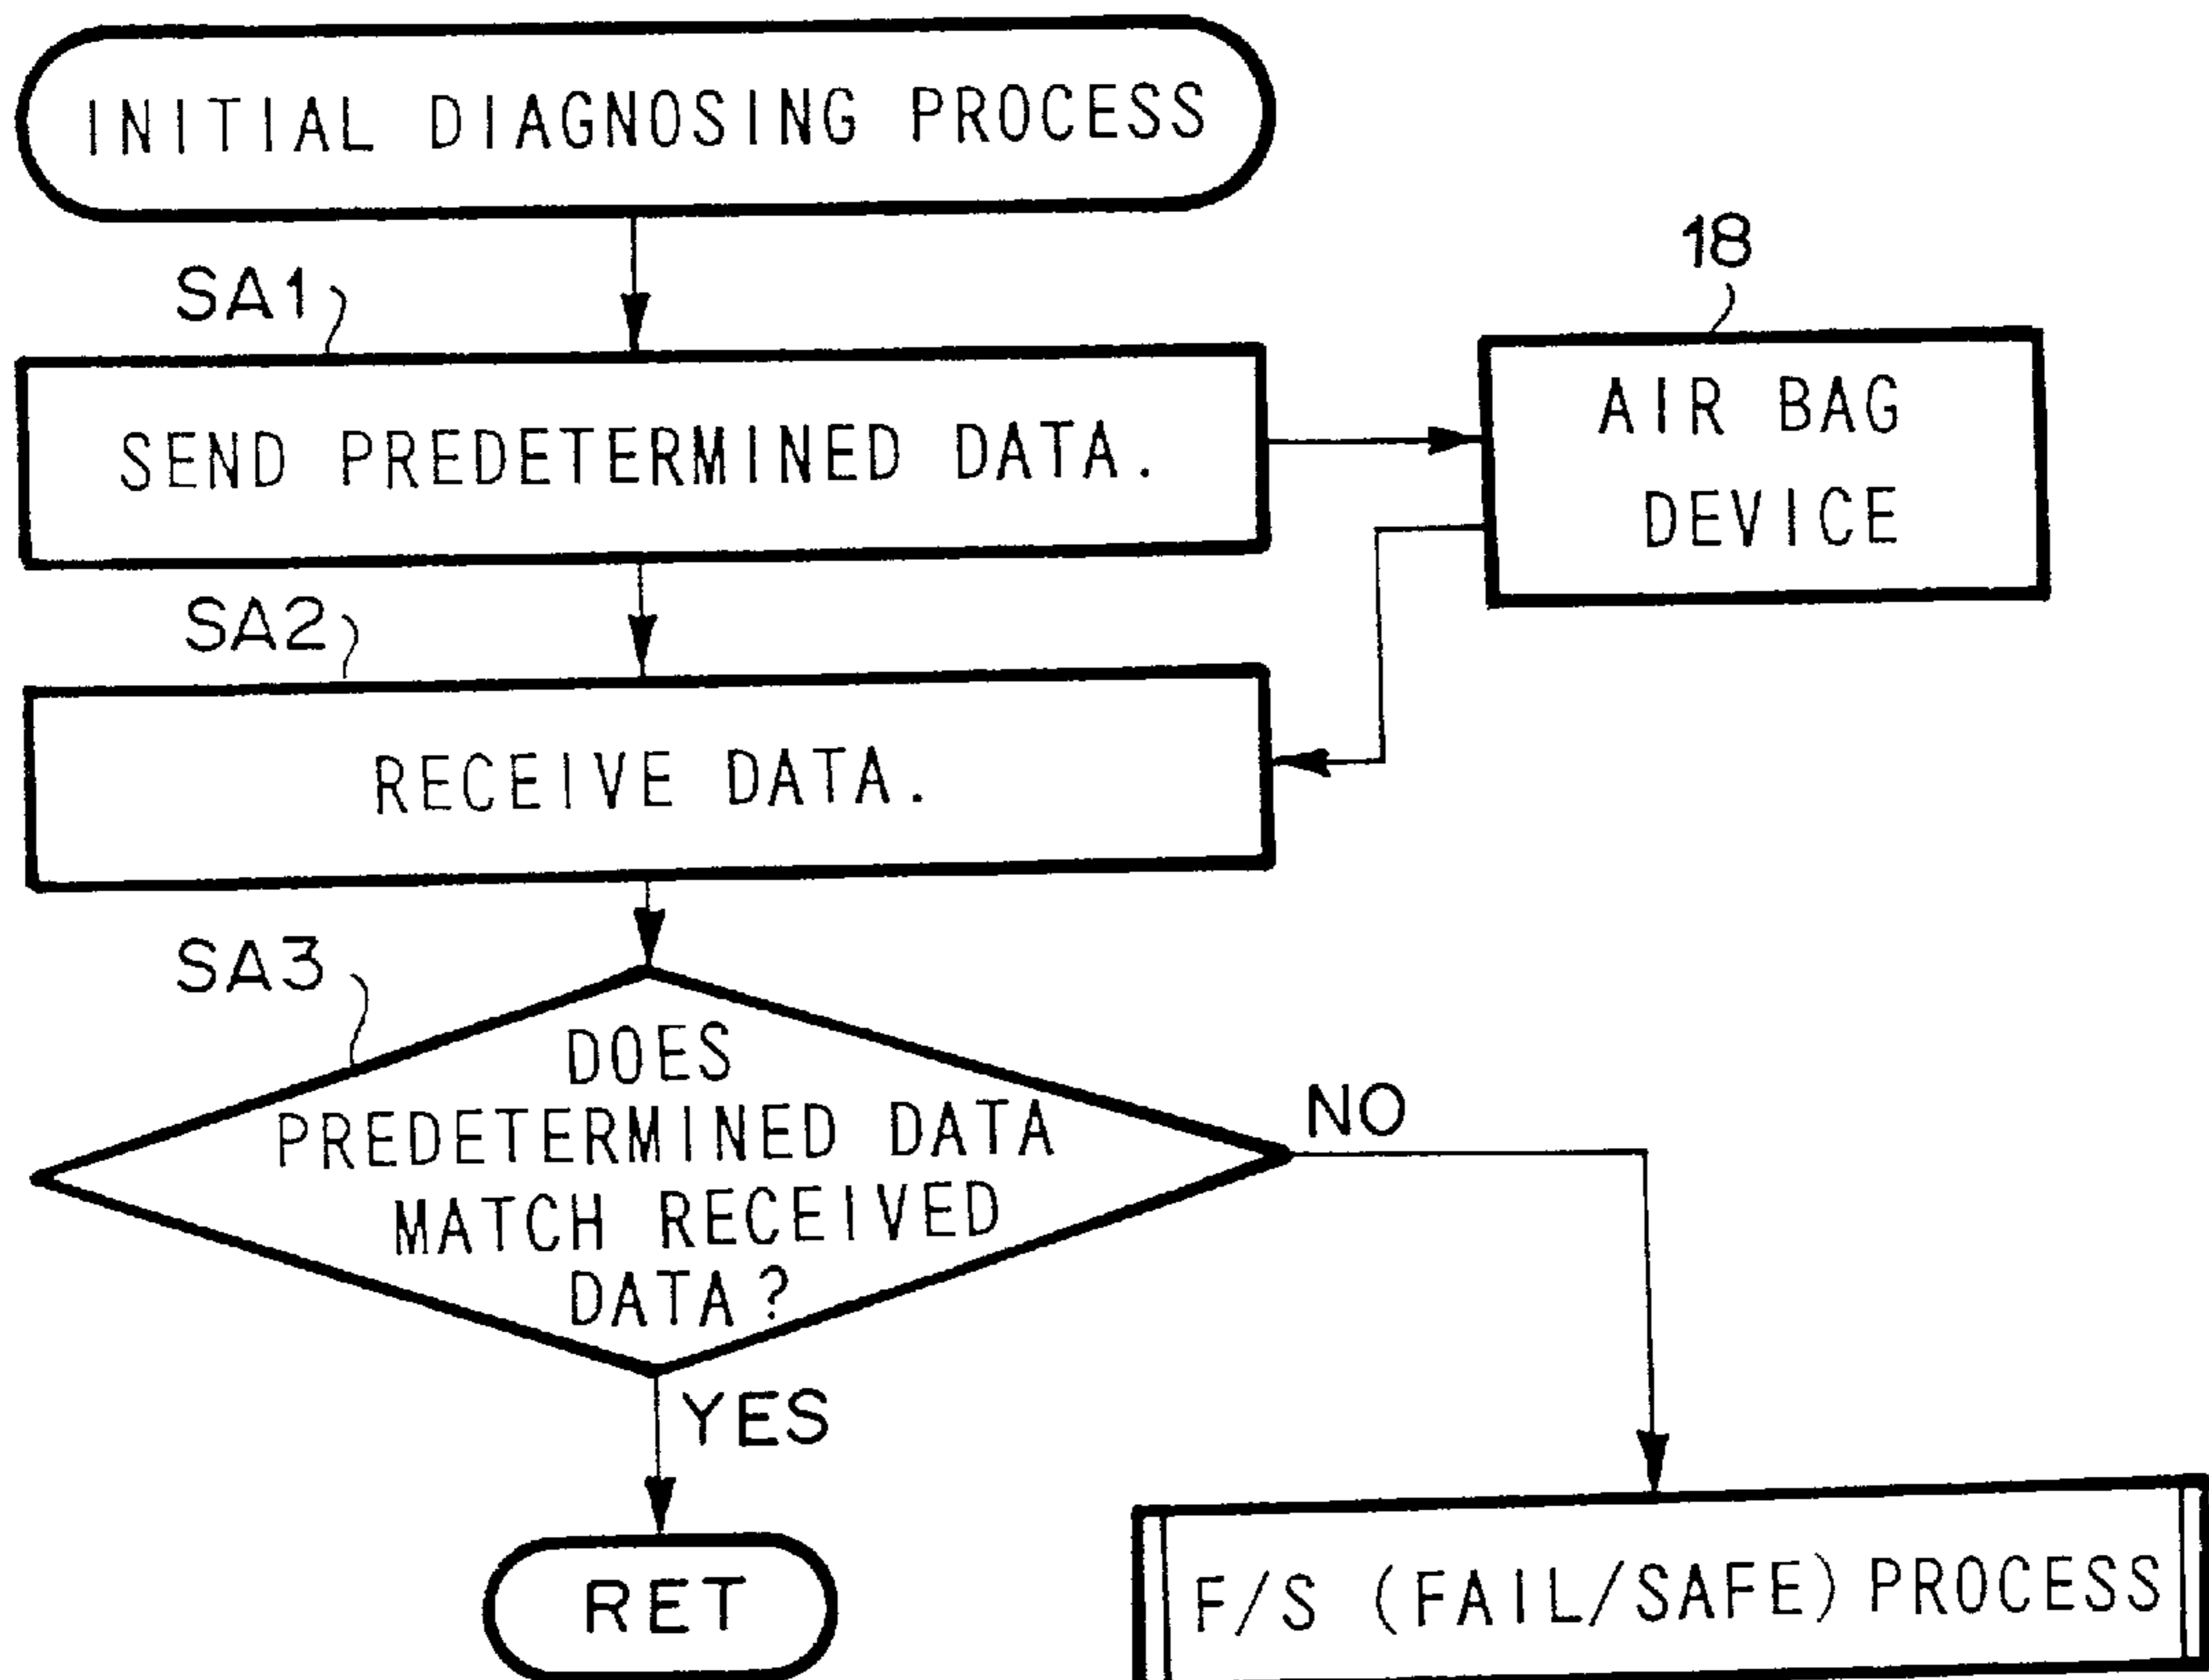 INITIAL DIAGNOSING PROCESS
SA1
18
SEND PREDETERMINED DATA.
AIR BAG
DEVICE
SA2
RECEIVE DATA.
SA3
DOES
PREDETERMINED DATA
MATCH RECEIVED
DATA?
NO
YES
RET
F/S (FAIL/SAFE) PROCESS